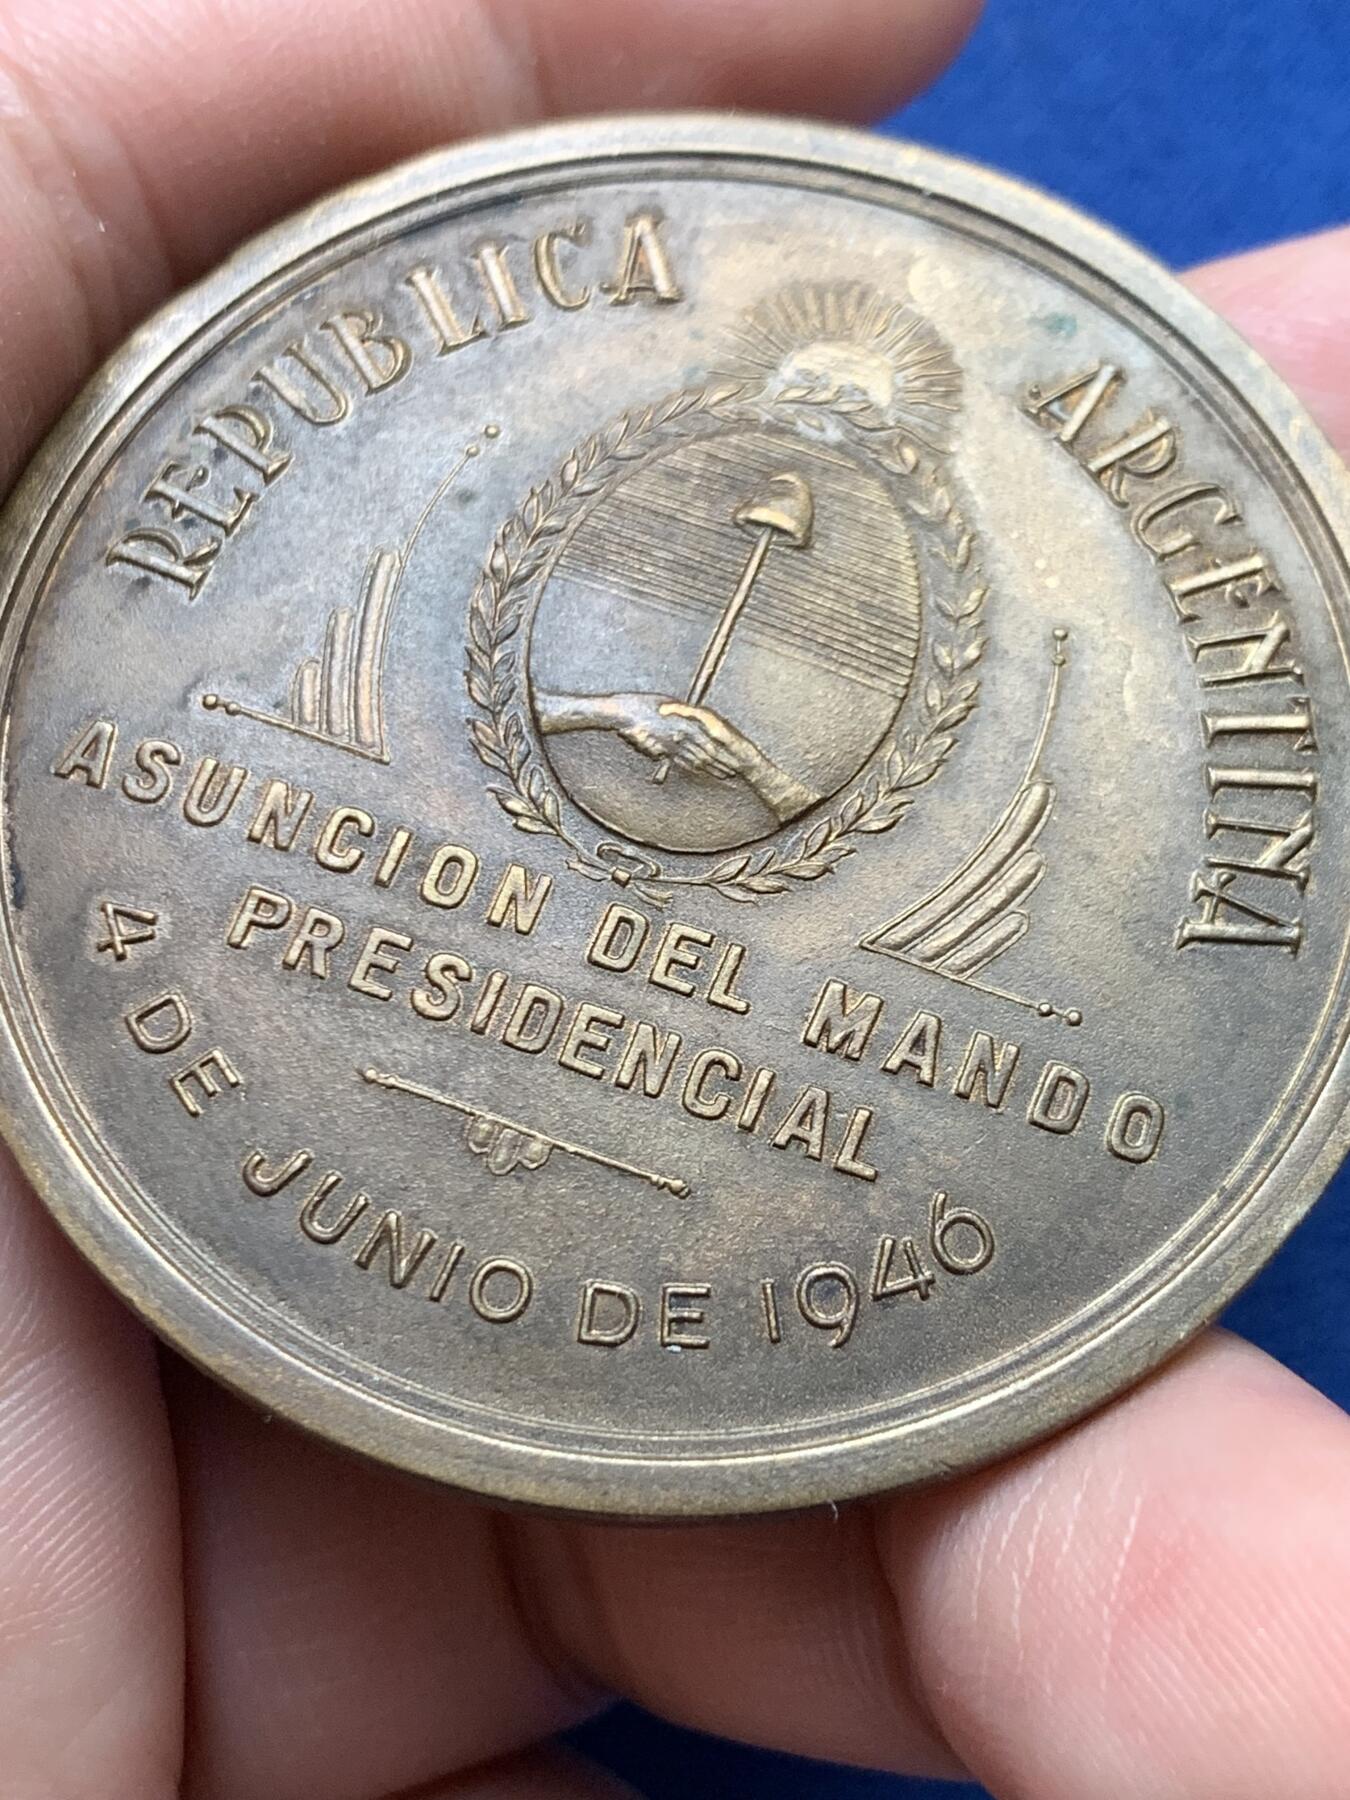 REPUBLICA ARGENTINA
ASUNCION DEL MANDO
PRESIDENCIAL
4 DE JUNIO DE 1946